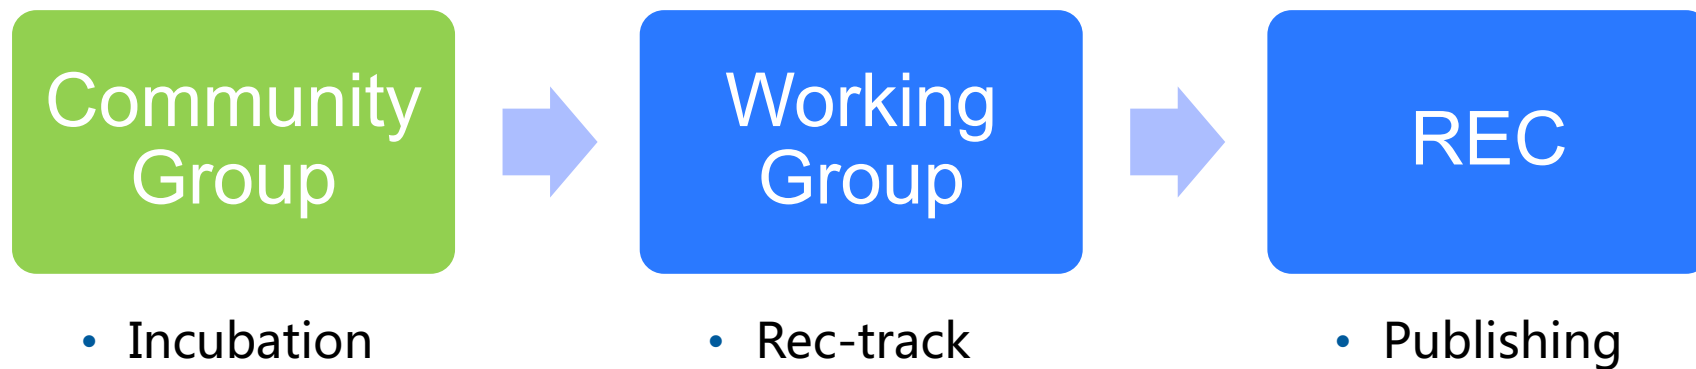 Community
Group
Working
Group
REC
• Incubation
• Rec-track
• Publishing